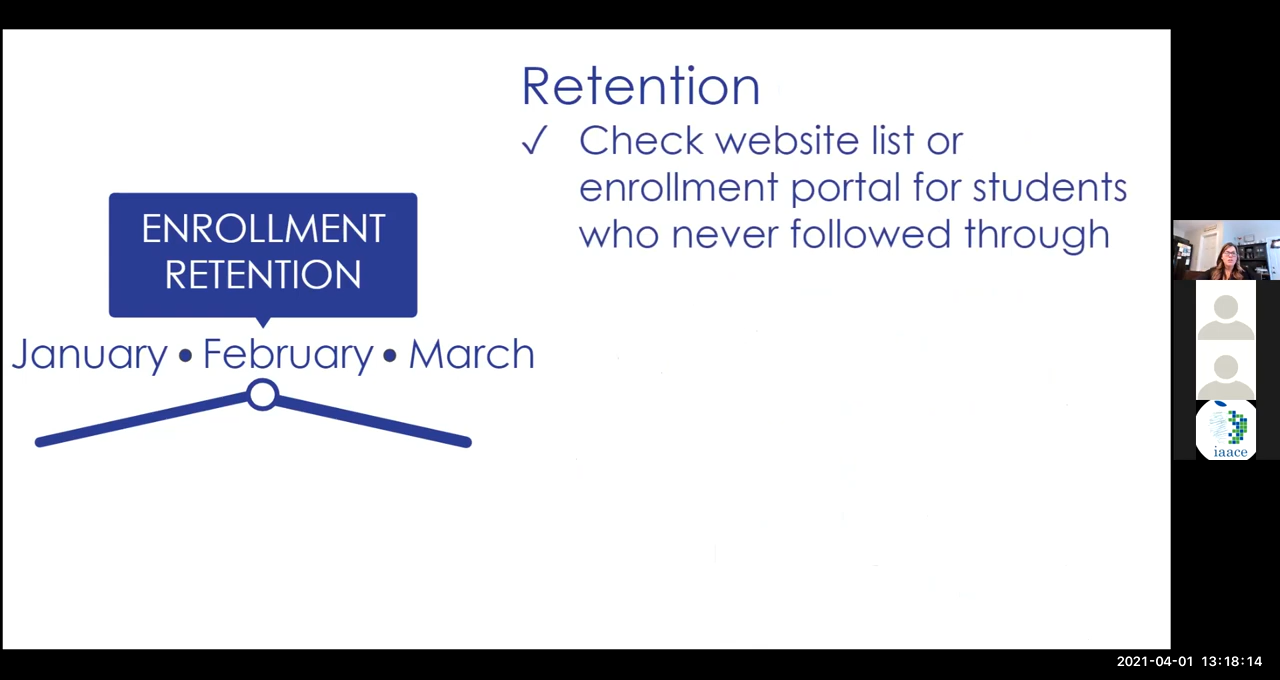 Retention
✓ Check website list or
enrollment portal for students
who never followed through
ENROLLMENT
RETENTION
January • February • March
iaace
2021-04-01 13:18:14